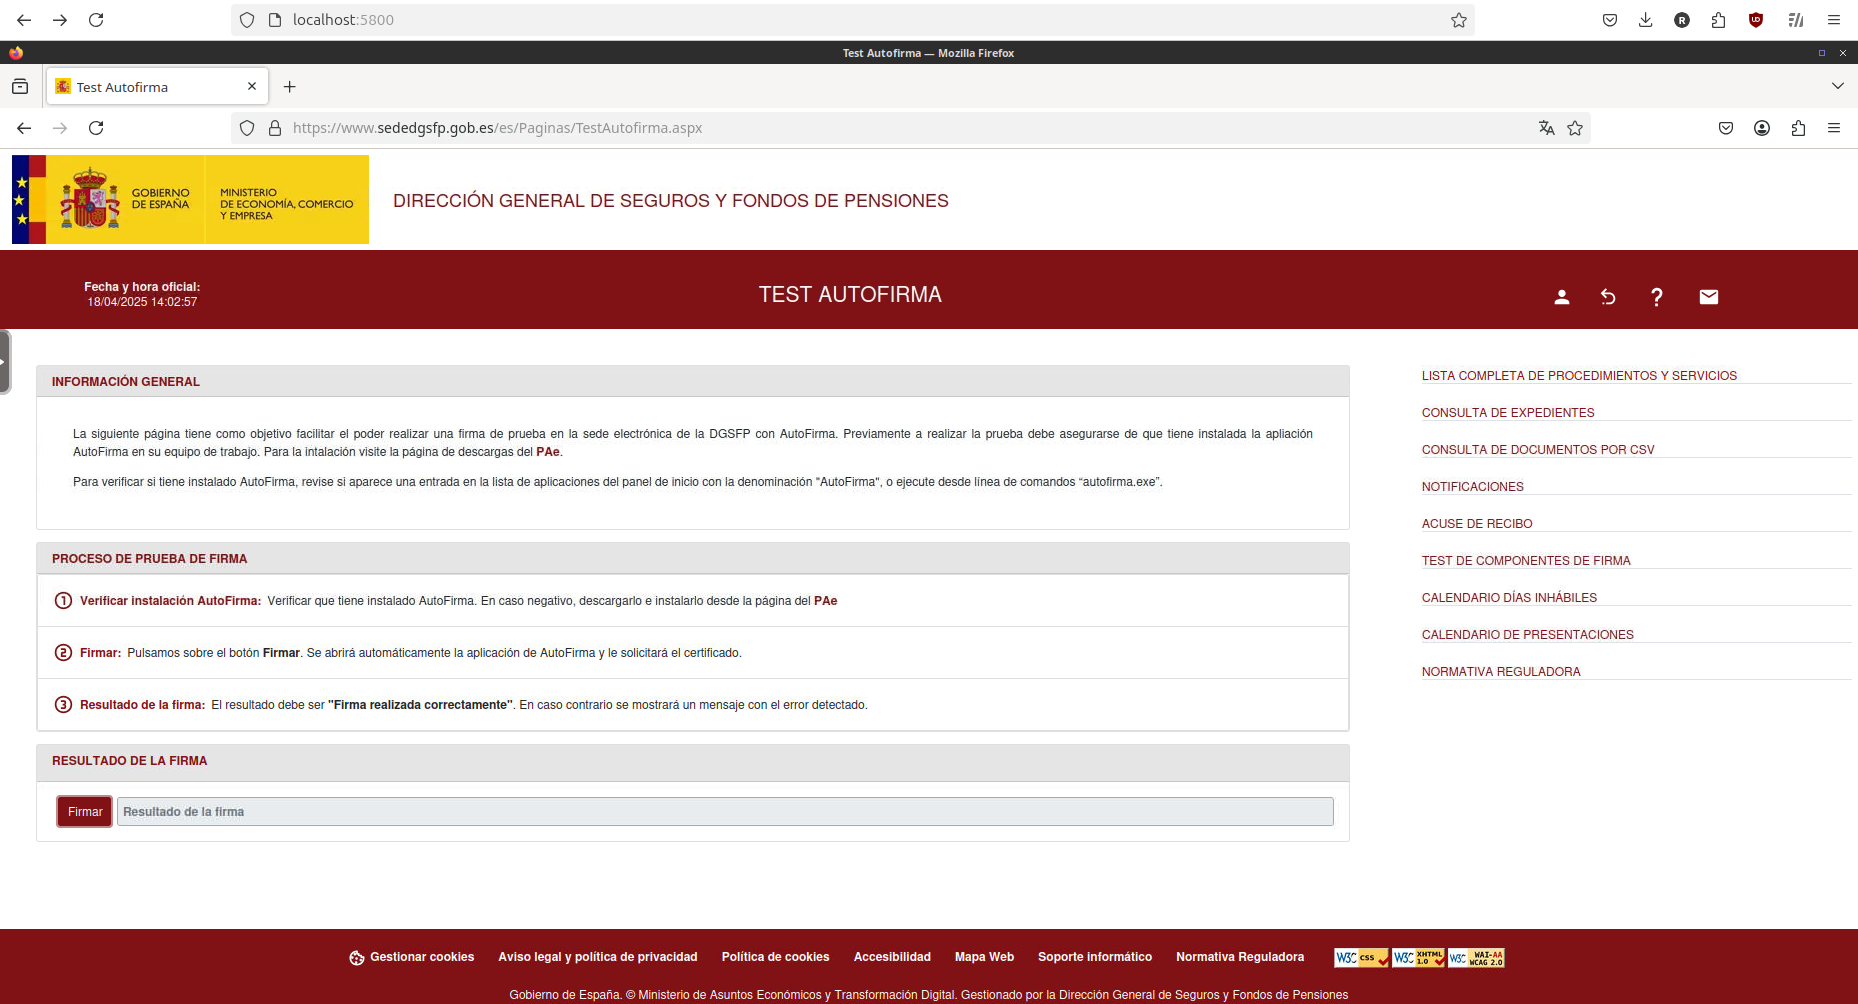 localhost:5800
Test Autofirma — Mozilla Firefox
Test Autofirma
https://www.sededgsfp.gob.es/es/Paginas/TestAutofirma.aspx
GOBIERNO
DE ESPAÑA
MINISTERIO
DE ECONOMÍA, COMERCIO
Y EMPRESA
DIRECCIÓN GENERAL DE SEGUROS Y FONDOS DE PENSIONES
Fecha y hora oficial:
18/04/2025 14:02:57
TEST AUTOFIRMA
INFORMACIÓN GENERAL
La siguiente página tiene como objetivo facilitar el poder realizar una firma de prueba en la sede electrónica de la DGSFP con AutoFirma. Previamente a realizar la prueba debe asegurarse de que tiene instalada la apliación
AutoFirma en su equipo de trabajo. Para la intalación visite la página de descargas del PAe.
Para verificar si tiene instalado AutoFirma, revise si aparece una entrada en la lista de aplicaciones del panel de inicio con la denominación "AutoFirma", o ejecute desde línea de comandos “autofirma.exe”.
PROCESO DE PRUEBA DE FIRMA
1 Verificar instalación AutoFirma: Verificar que tiene instalado AutoFirma. En caso negativo, descargarlo e instalarlo desde la página del PAe
2 Firmar: Pulsamos sobre el botón Firmar. Se abrirá automáticamente la aplicación de AutoFirma y le solicitará el certificado.
3 Resultado de la firma: El resultado debe ser "Firma realizada correctamente". En caso contrario se mostrará un mensaje con el error detectado.
RESULTADO DE LA FIRMA
Firmar Resultado de la firma
LISTA COMPLETA DE PROCEDIMIENTOS Y SERVICIOS
CONSULTA DE EXPEDIENTES
CONSULTA DE DOCUMENTOS POR CSV
NOTIFICACIONES
ACUSE DE RECIBO
TEST DE COMPONENTES DE FIRMA
CALENDARIO DÍAS INHÁBILES
CALENDARIO DE PRESENTACIONES
NORMATIVA REGULADORA
Gestionar cookies Aviso legal y política de privacidad Política de cookies Accesibilidad Mapa Web Soporte informático Normativa Reguladora W3C CSS W3C XHTML 1.0 W3C WAI-AA WCAG 2.0
Gobierno de España. © Ministerio de Asuntos Económicos y Transformación Digital. Gestionado por la Dirección General de Seguros y Fondos de Pensiones